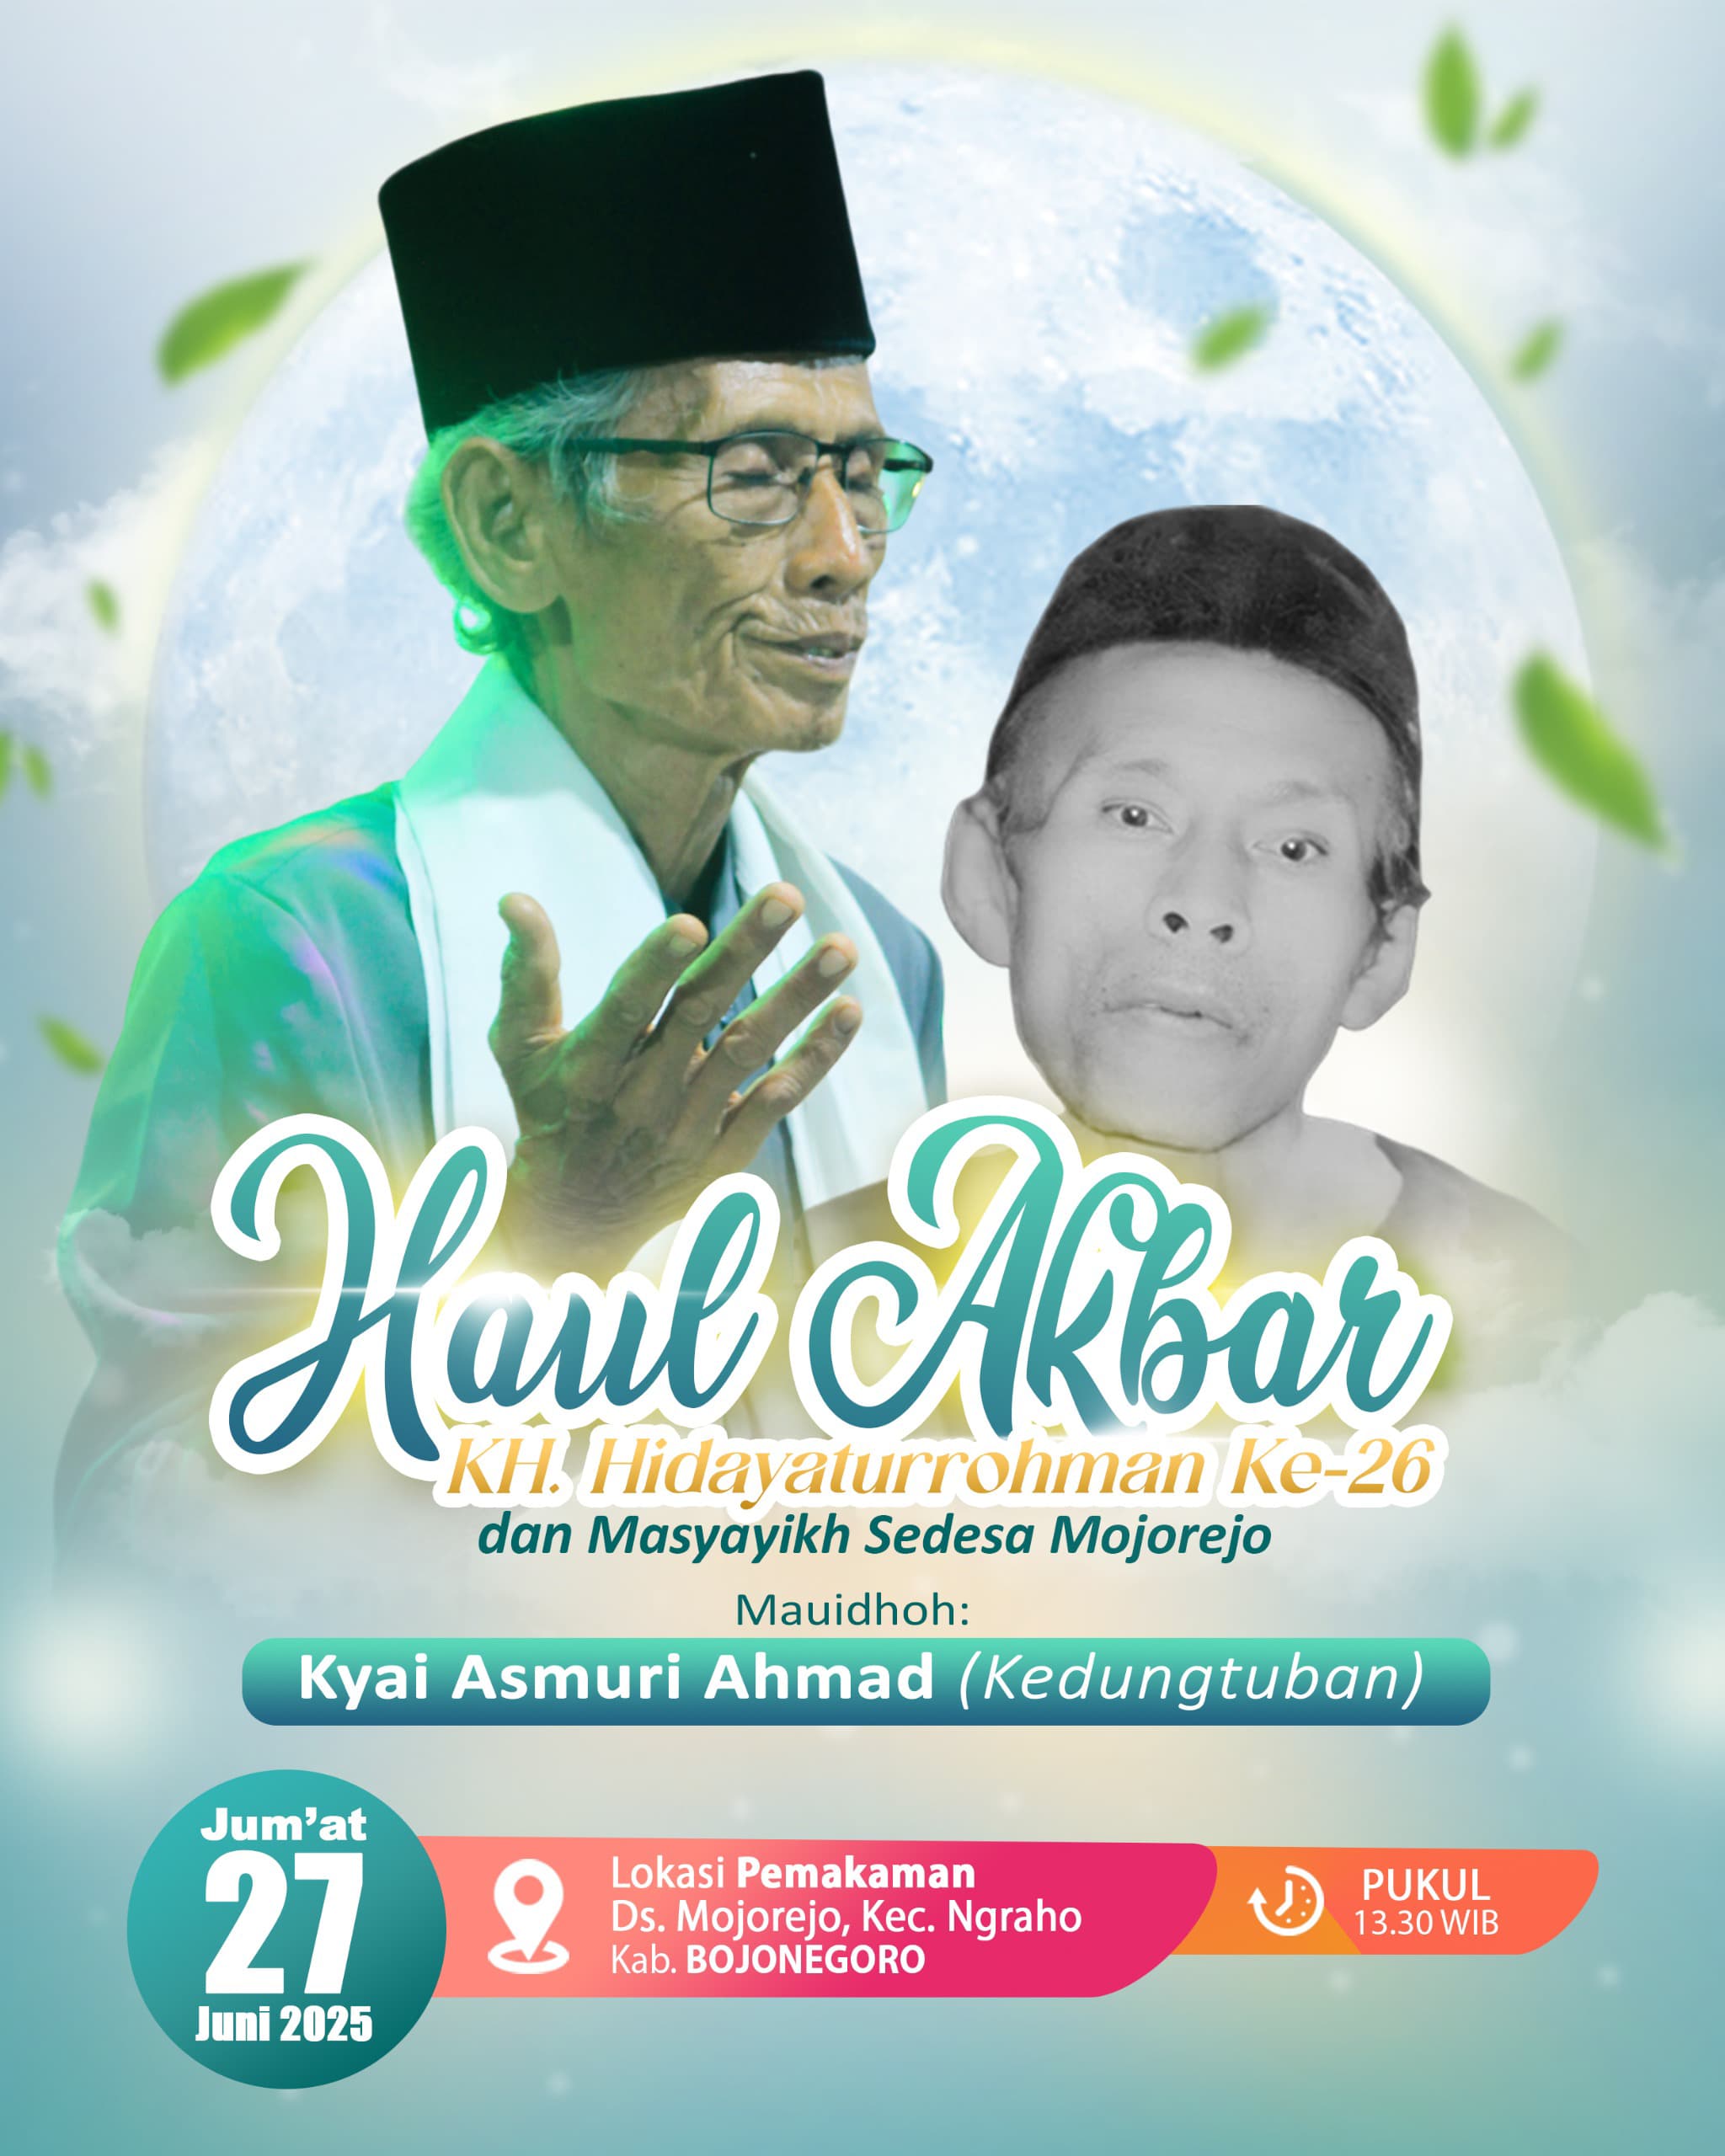 Haul Akbar
KH. Hidayaturrohman Ke-26
dan Masyayikh Sedesa Mojorejo
Mauidhoh:
Kyai Asmuri Ahmad (Kedungtuban)
Jum'at
27
Juni 2025
Lokasi Pemakaman
Ds. Mojorejo, Kec. Ngraho
Kab. BOJONEGORO
PUKUL
13.30 WIB